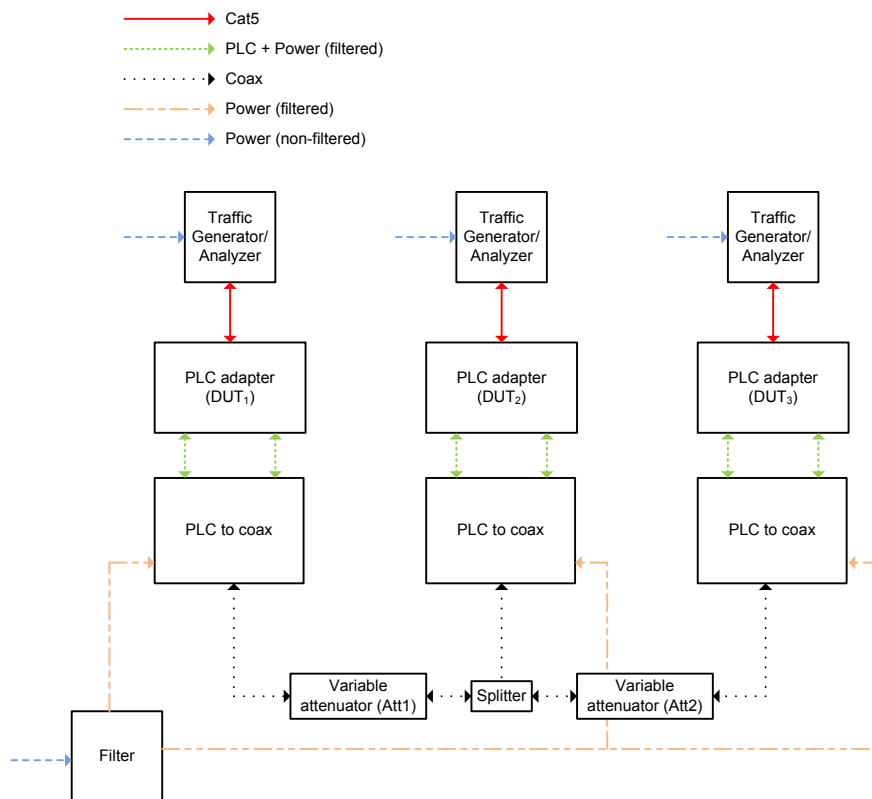 Cat5
PLC + Power (filtered)
Coax
Power (filtered)
Power (non-filtered)
Traffic
Generator/
Analyzer
Traffic
Generator/
Analyzer
Traffic
Generator/
Analyzer
PLC adapter
(DUT₁)
PLC adapter
(DUT₂)
PLC adapter
(DUT₃)
PLC to coax
PLC to coax
PLC to coax
Variable
attenuator (Att1)
Splitter
Variable
attenuator (Att2)
Filter